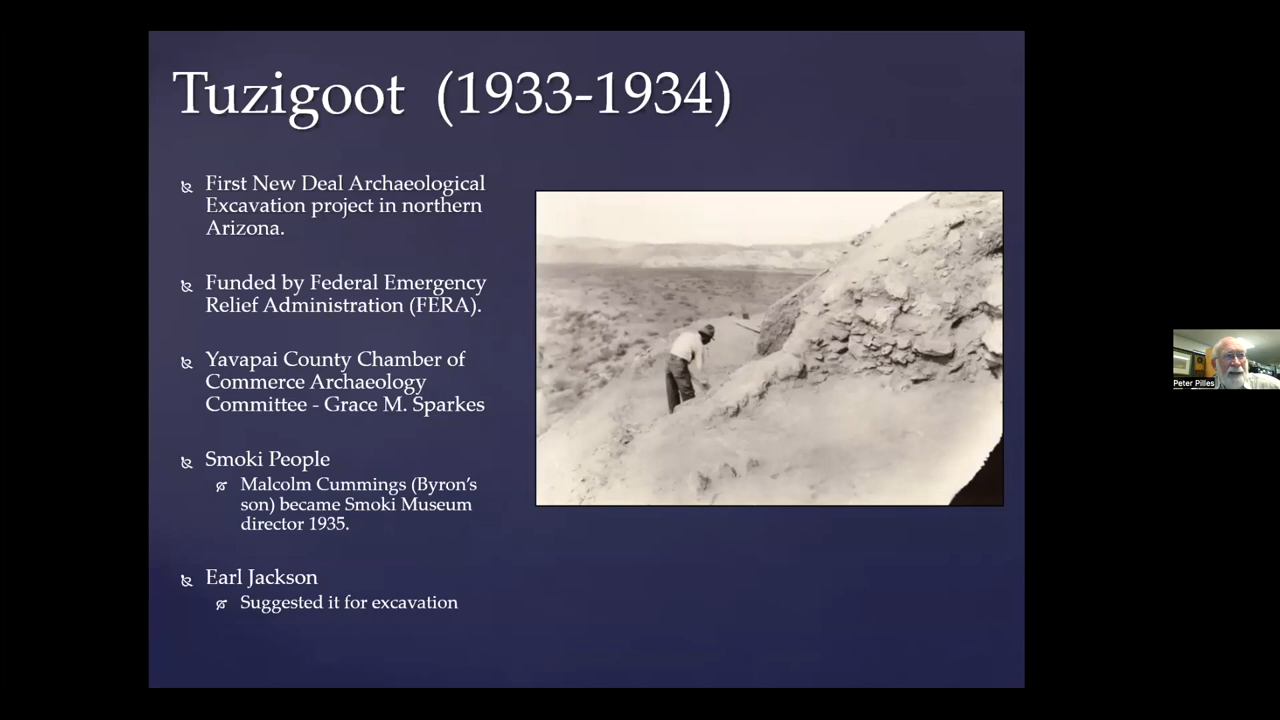 Tuzigoot (1933-1934)
First New Deal Archaeological
Excavation project in northern
Arizona.
Funded by Federal Emergency
Relief Administration (FERA).
Yavapai County Chamber of
Commerce Archaeology
Committee - Grace M. Sparkes
Smoki People
Malcolm Cummings (Byron's
son) became Smoki Museum
director 1935.
Earl Jackson
Suggested it for excavation
Peter Pilles